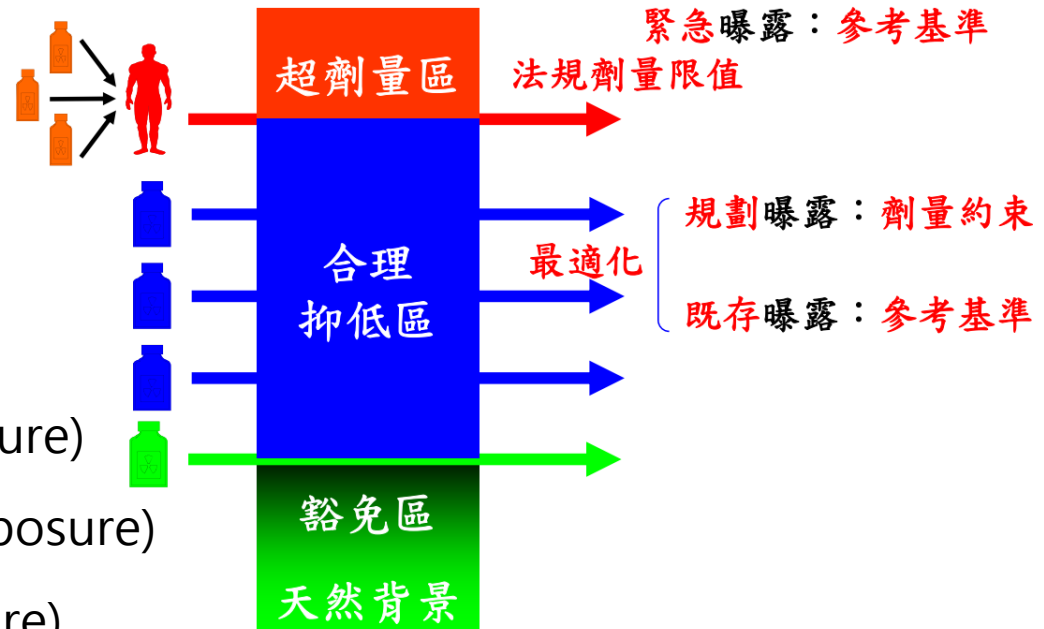 緊急曝露：參考基準
超劑量區
法規劑量限值
規劃曝露：劑量約束
合理
抑低區
最適化
既存曝露：參考基準
ure)
posure)
re)
豁免區
天然背景